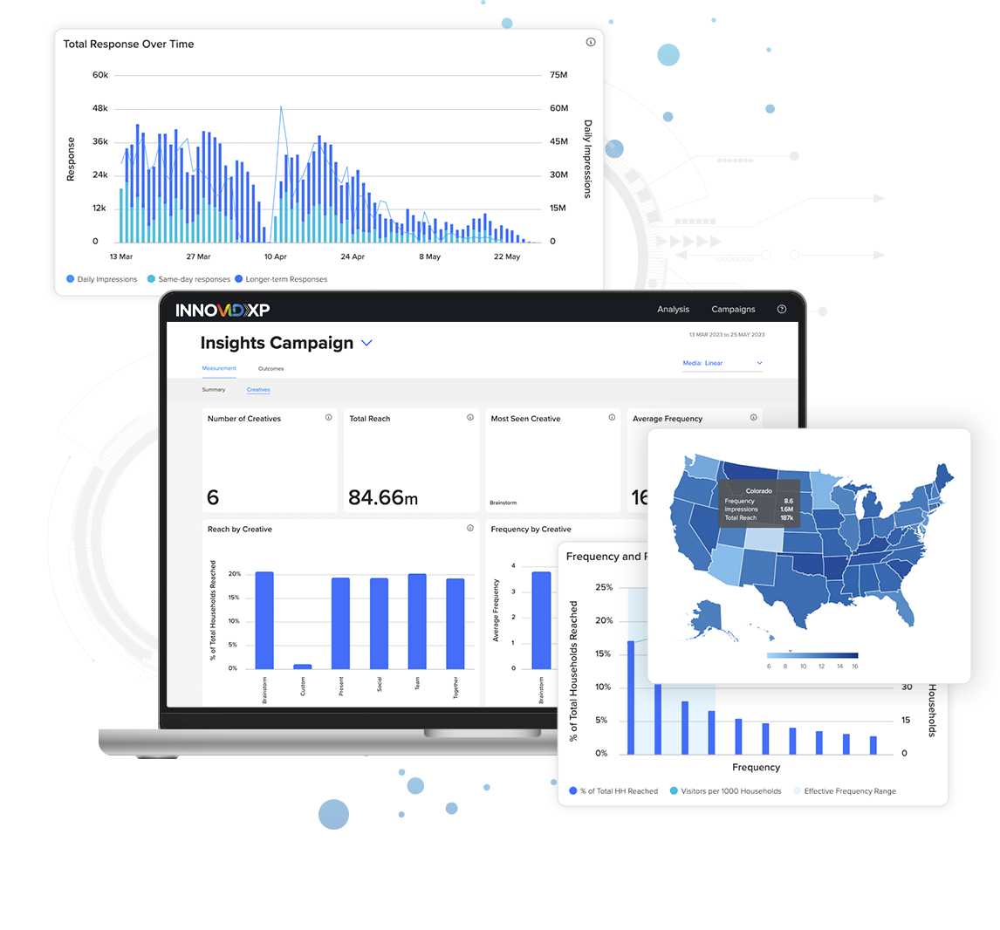 Total Response Over Time
60k
75M
48k
60M
36k
45M
24k
30M
12k
15M
0
0
Response
Daily Impressions
13 Mar
27 Mar
10 Apr
24 Apr
8 May
22 May
Daily Impressions
Same-day responses
Longer-term Responses
INNOVID XP
Analysis
Campaigns
?
Insights Campaign
13 MAR 2023 to 25 MAY 2023
Measurement
Outcomes
Media: Linear
Summary
Creatives
Number of Creatives
6
Total Reach
84.66m
Most Seen Creative
Brainstorm
Average Frequency
16
Reach by Creative
% of Total Households Reached
20%
15%
10%
5%
0%
Brainstorm
Custom
Present
Social
Team
Together
Frequency by Creative
Average Frequency
4
3
2
1
0
Brainstorm
Colorado
Frequency 8.6
Impressions 1.6M
Total Reach 187k
6
8
10
12
14
16
Frequency and
% of Total Households Reached
25%
20%
15%
10%
5%
0%
30
15
0
Households
Frequency
% of Total HH Reached
Visitors per 1000 Households
Effective Frequency Range